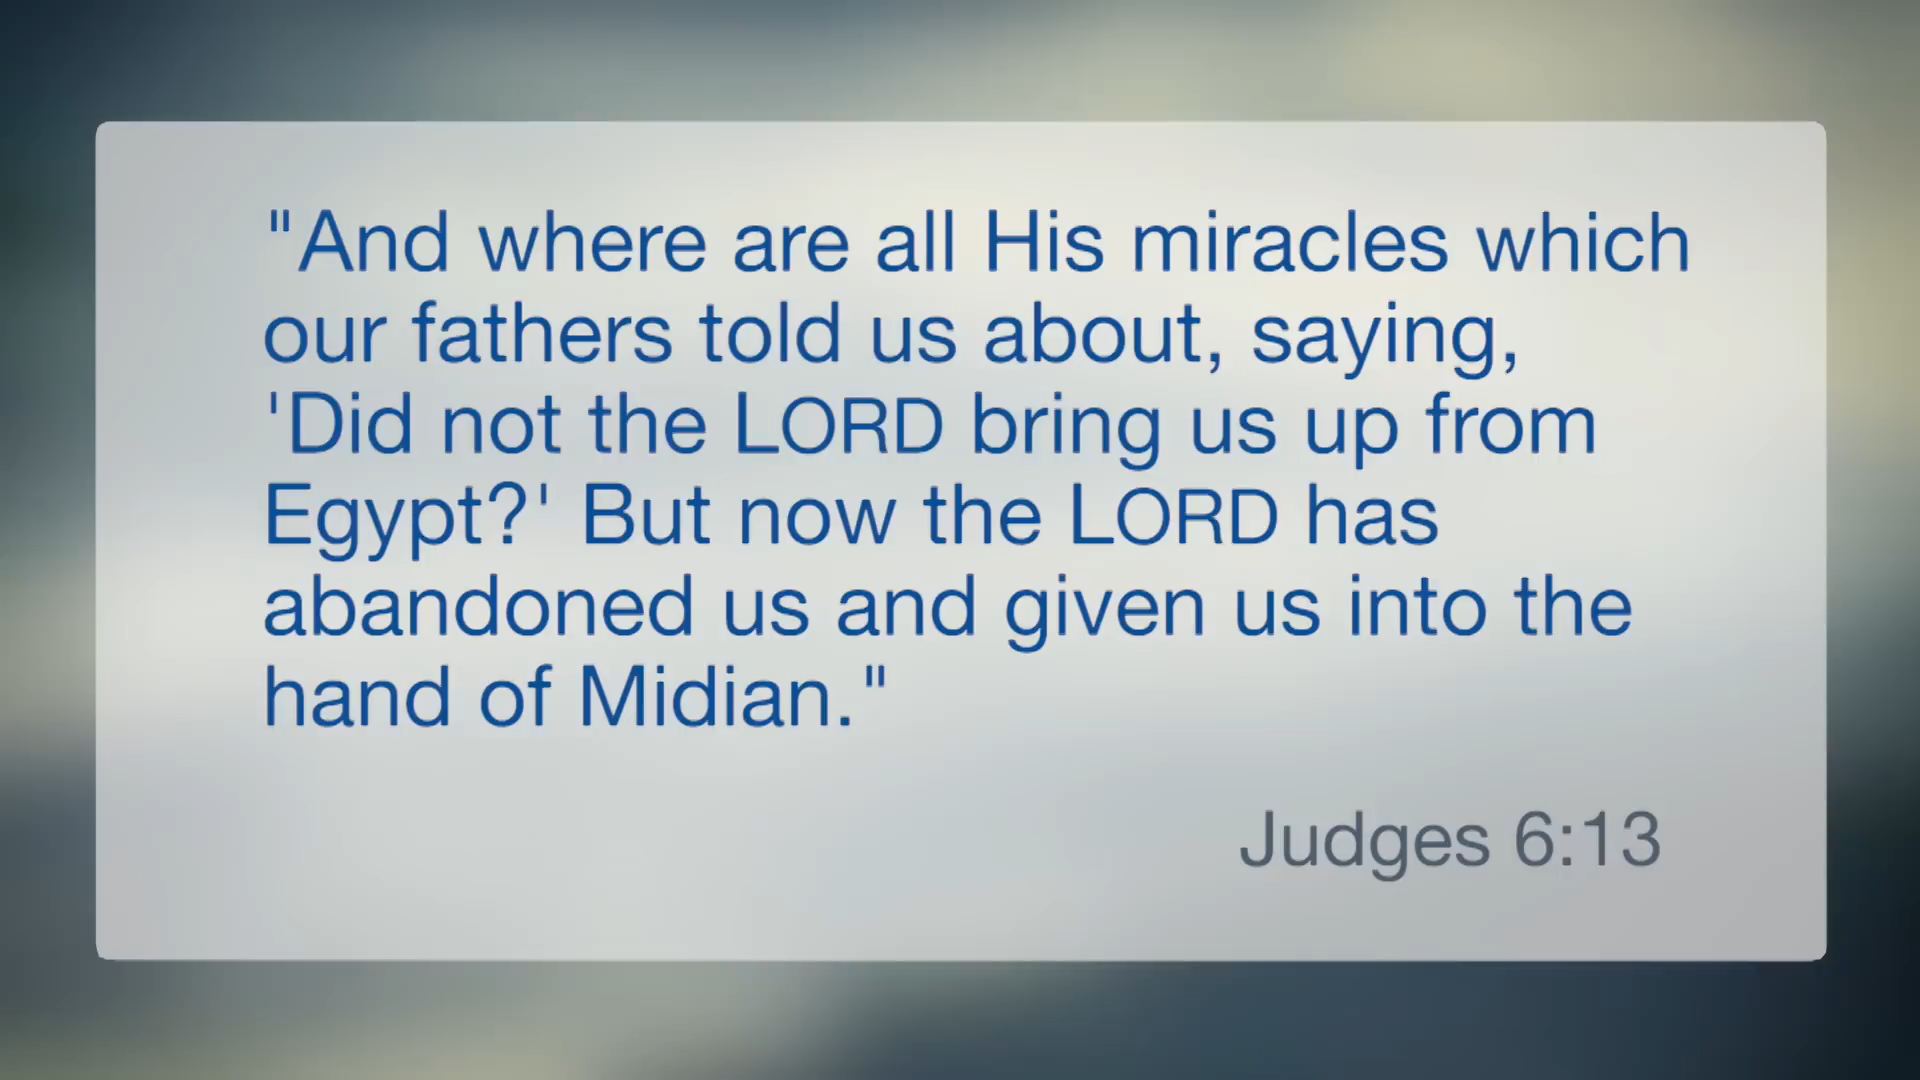 "And where are all His miracles which
our fathers told us about, saying,
'Did not the LORD bring us up from
Egypt?' But now the LORD has
abandoned us and given us into the
hand of Midian."
Judges 6:13